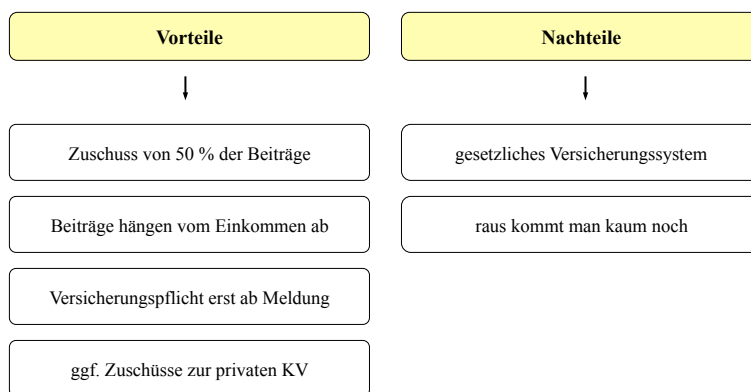 Vorteile
Zuschuss von 50 % der Beiträge
Beiträge hängen vom Einkommen ab
Versicherungspflicht erst ab Meldung
ggf. Zuschüsse zur privaten KV
Nachteile
gesetzliches Versicherungssystem
raus kommt man kaum noch